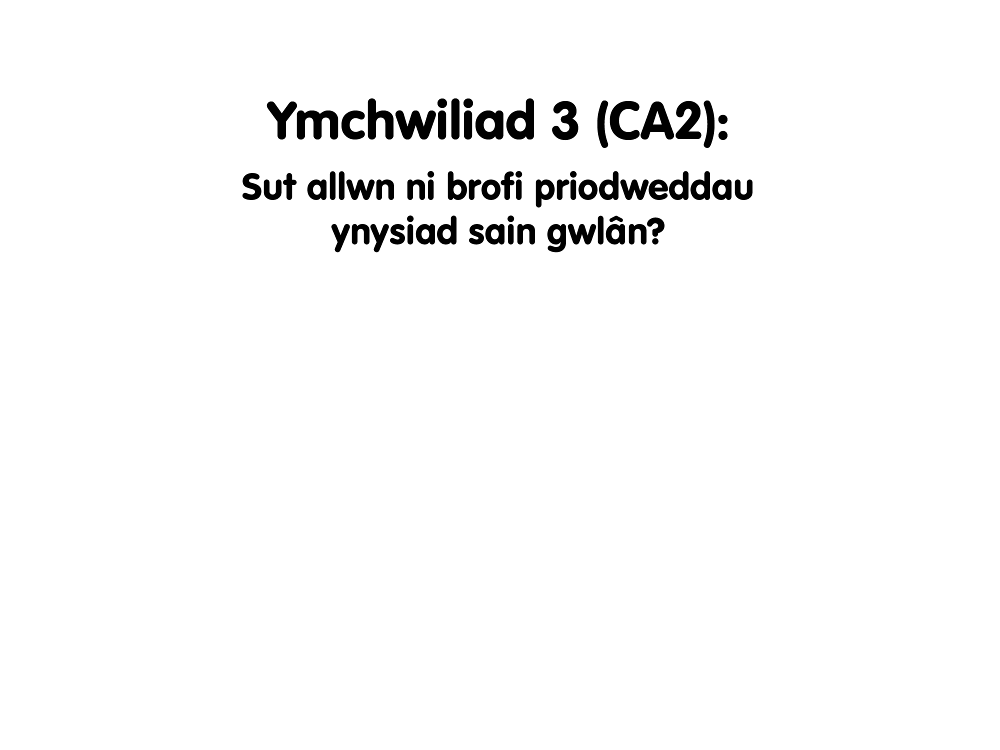 Ymchwiliad 3 (CA2):
Sut allwn ni brofi priodweddau
ynysiad sain gwlân?